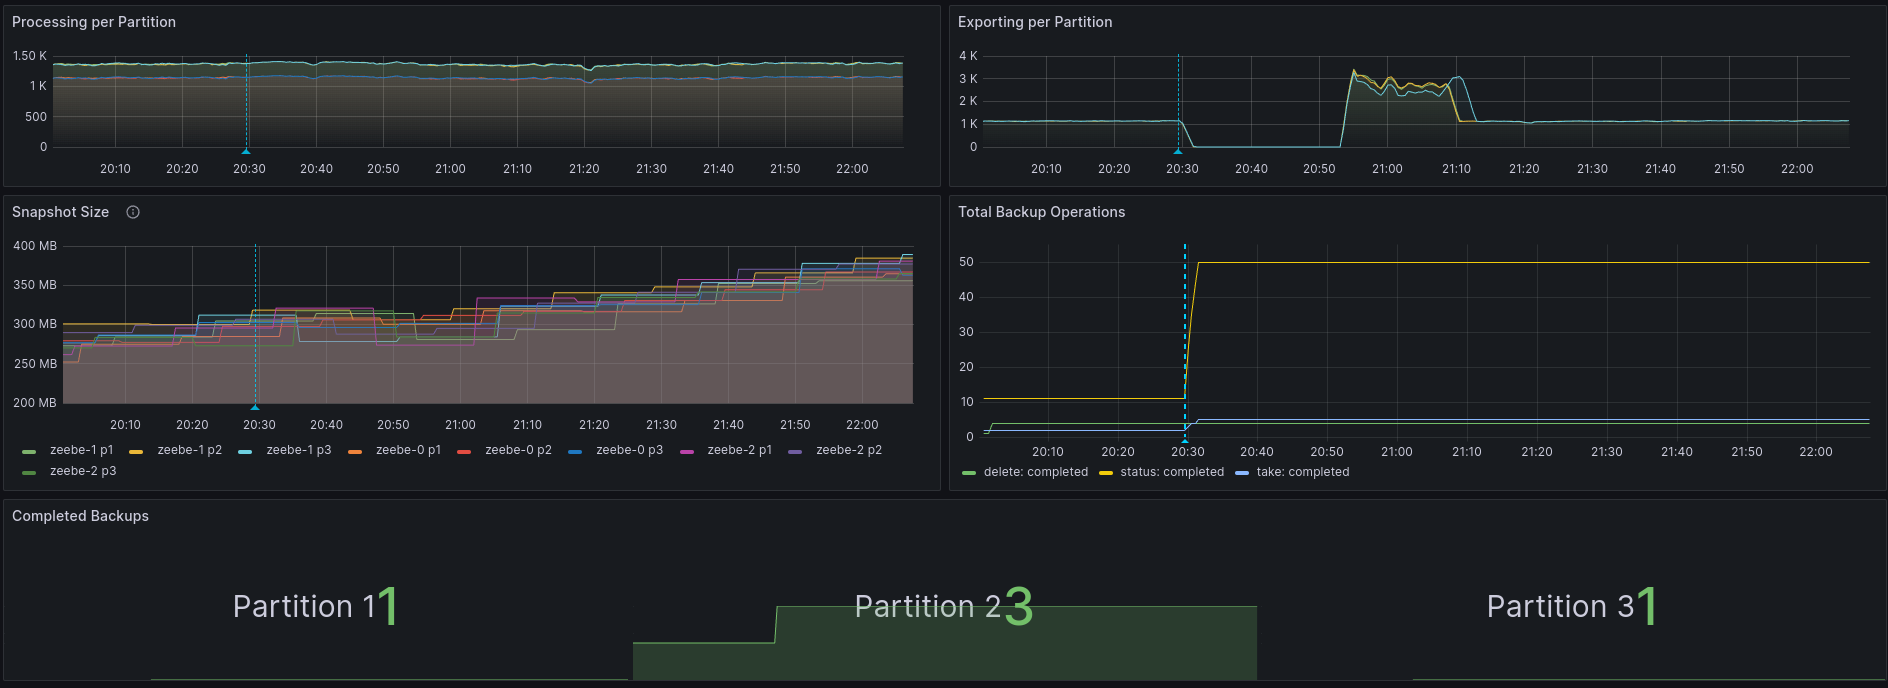 Processing per Partition
1.50 K
1 K
500
0
20:10 20:20 20:30 20:40 20:50 21:00 21:10 21:20 21:30 21:40 21:50 22:00
Exporting per Partition
4 K
3 K
2 K
1 K
0
20:10 20:20 20:30 20:40 20:50 21:00 21:10 21:20 21:30 21:40 21:50 22:00
Snapshot Size
400 MB
350 MB
300 MB
250 MB
200 MB
20:10 20:20 20:30 20:40 20:50 21:00 21:10 21:20 21:30 21:40 21:50 22:00
zeebe-1 p1 zeebe-1 p2 zeebe-1 p3 zeebe-0 p1 zeebe-0 p2 zeebe-0 p3 zeebe-2 p1 zeebe-2 p2
zeebe-2 p3
Total Backup Operations
50
40
30
20
10
0
20:10 20:20 20:30 20:40 20:50 21:00 21:10 21:20 21:30 21:40 21:50 22:00
delete: completed status: completed take: completed
Completed Backups
Partition 1 1
Partition 2 3
Partition 3 1